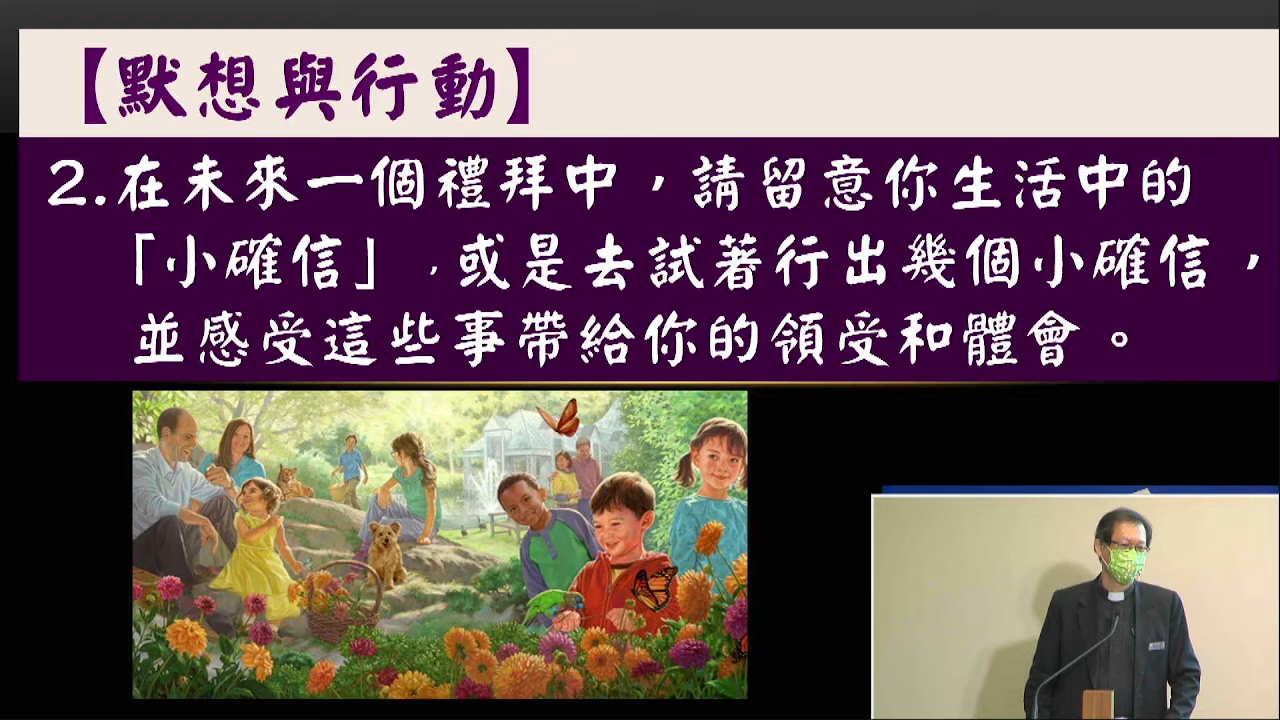 【默想與行動】
2.在未來一個禮拜中，請留意你生活中的
「小確信」，或是去試著行出幾個小確信，
並感受這些事帶給你的領受和體會。